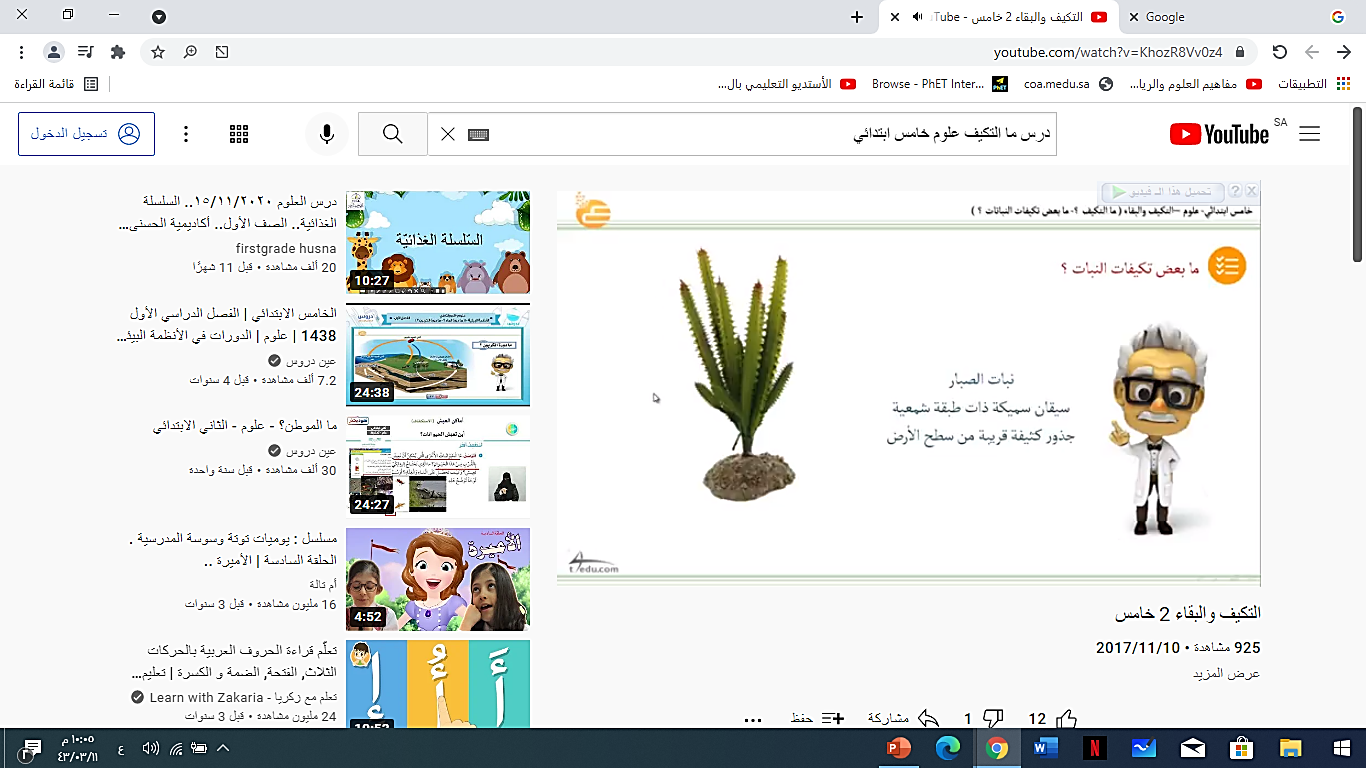 Google
التكيف والبقاء 2 خامس - Tube
youtube.com/watch?v=KhozR8Vv0z4
التطبيقات
مفاهيم العلوم والريا...
coa.medu.sa
Browse - PhET Inter...
الأستديو التعليمي بال...
قائمة القراءة
YouTube SA
درس ما التكيف علوم خامس ابتدائي
تسجيل الدخول
تحميل هذا الـ فيديو
خامس ابتدائي- علوم – التكيف والبقاء ( ما التكيف ؟- ما بعض تكيفات النباتات ؟ )
ما بعض تكيفات النبات ؟
نبات الصبار
سيقان سميكة ذات طبقة شمعية
جذور كثيفة قريبة من سطح الأرض
t4edu.com
التكيف والبقاء 2 خامس
925 مشاهدة • 2017/11/10
عرض المزيد
12
1
مشاركة
حفظ
السّلسلة الغذائيّة
10:27
درس العلوم ١٥/١١/٢٠٢٠.. السلسلة
الغذائية.. الصف الأول.. أكاديمية الحسنى...
firstgrade husna
20 ألف مشاهدة • قبل 11 شهرًا
24:38
الخامس الابتدائي | الفصل الدراسي الأول
1438 | علوم | الدورات في الأنظمة البيئ...
عين دروس
7.2 ألف مشاهدة • قبل 4 سنوات
24:27
ما الموطن؟ - علوم - الثاني الابتدائي
عين دروس
30 ألف مشاهدة • قبل سنة واحدة
الأميرة
4:52
مسلسل : يوميات توتة وسوسة المدرسية .
الحلقة السادسة | الأميرة ..
أم تالة
16 مليون مشاهدة • قبل 3 سنوات
أَ
أُ
إِ
تعلّم قراءة الحروف العربية بالحركات
الثلاث, الفتحة, الضمة و الكسرة | تعليم...
تعلم مع زكريا - Learn with Zakaria
24 مليون مشاهدة • قبل 3 سنوات
ع
١٠:٠٥ م
٤٣/٠٣/١١